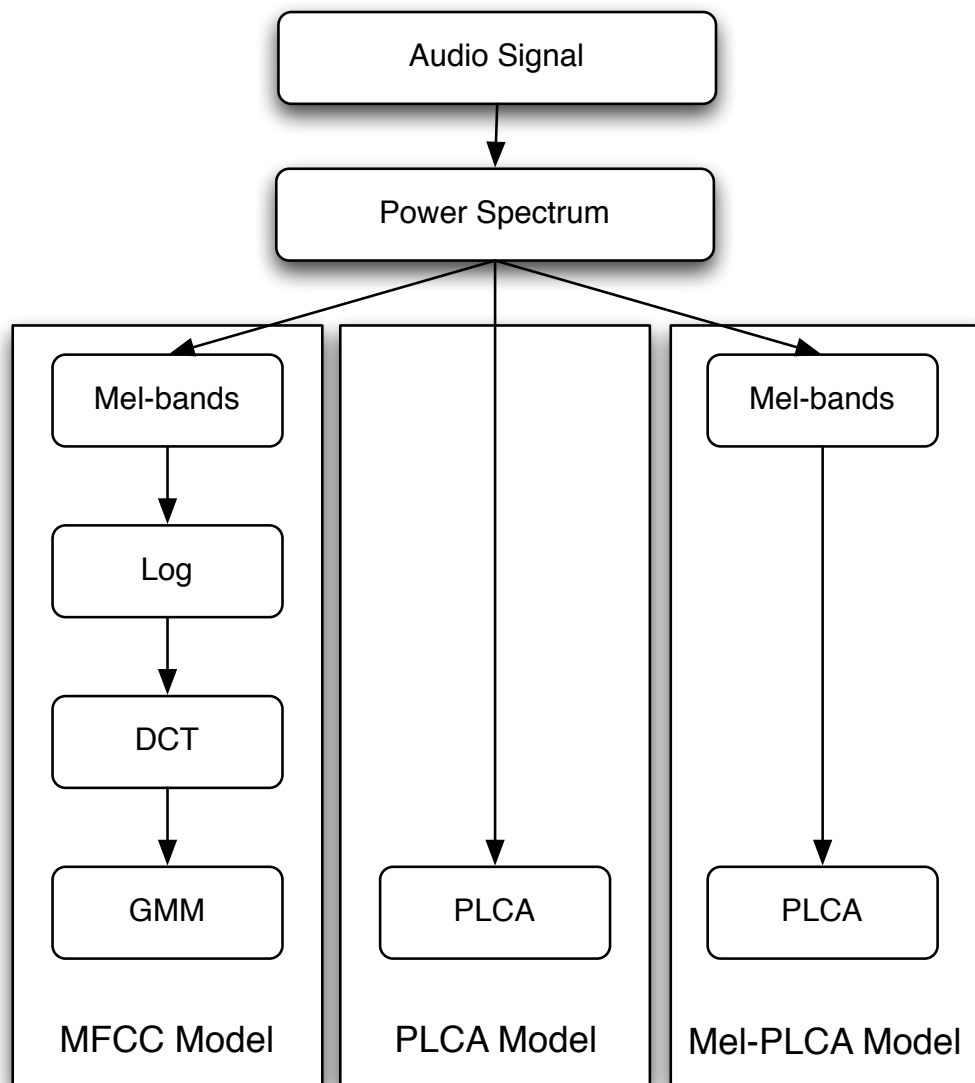 Audio Signal
Power Spectrum
Mel-bands
Log
DCT
GMM
MFCC Model
PLCA
PLCA Model
Mel-bands
PLCA
Mel-PLCA Model